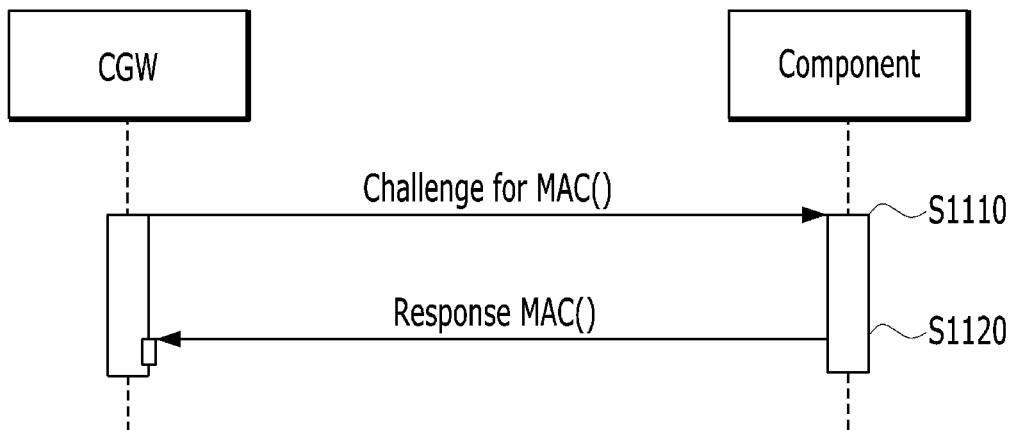 CGW
Component
Challenge for MAC()
S1110
Response MAC()
S1120